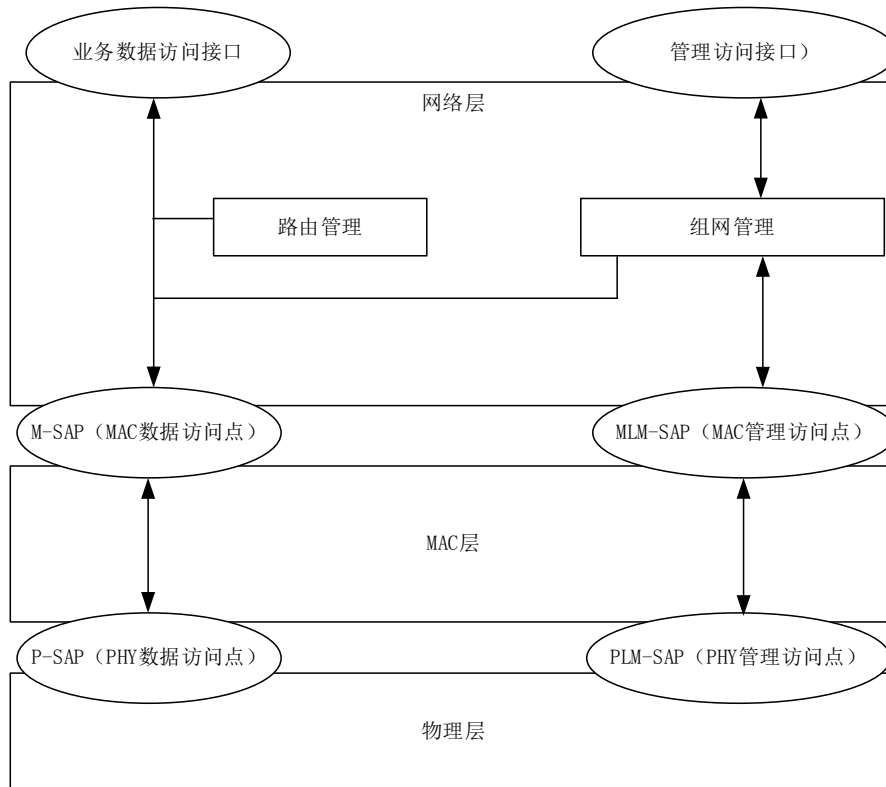 业务数据访问接口
管理访问接口）
网络层
路由管理
组网管理
M-SAP（MAC数据访问点）
MLM-SAP（MAC管理访问点）
MAC层
P-SAP（PHY数据访问点）
PLM-SAP（PHY管理访问点）
物理层